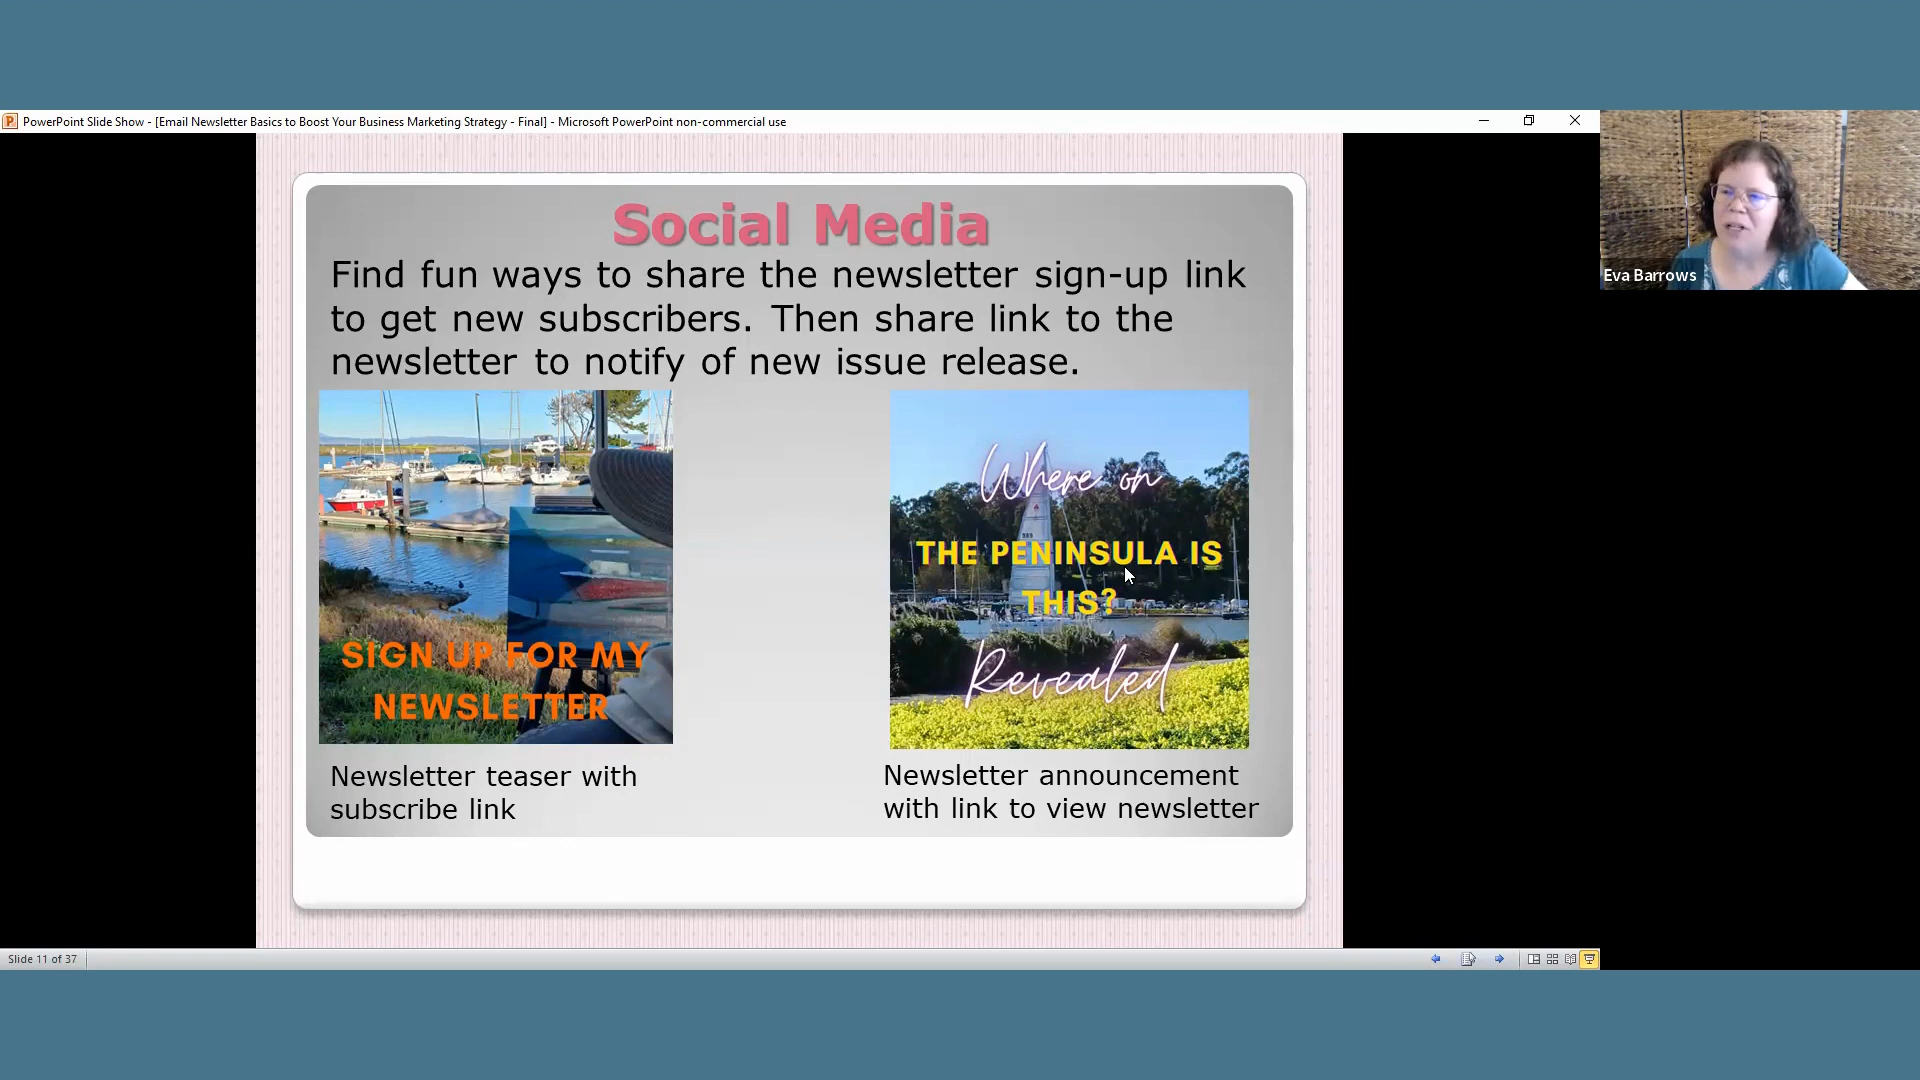 PowerPoint Slide Show - [Email Newsletter Basics to Boost Your Business Marketing Strategy - Final] - Microsoft PowerPoint non-commercial use
Eva Barrows
Social Media
Find fun ways to share the newsletter sign-up link
to get new subscribers. Then share link to the
newsletter to notify of new issue release.
SIGN UP FOR MY
NEWSLETTER
Newsletter teaser with
subscribe link
Where on
THE PENINSULA IS
THIS?
Revealed
Newsletter announcement
with link to view newsletter
Slide 11 of 37